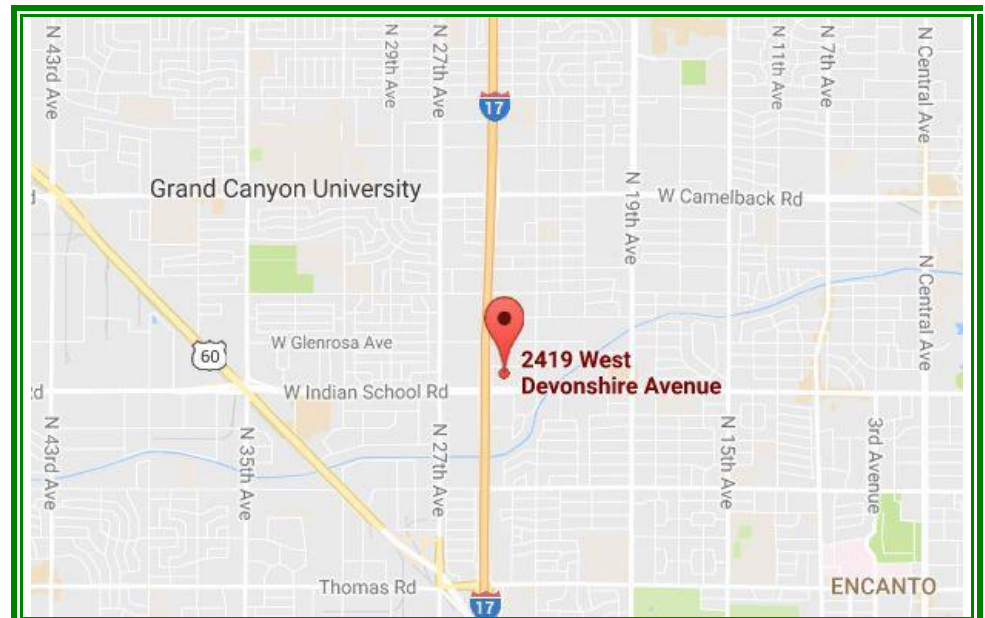 N 43rd Ave
N 29th Ave
N 27th Ave
N 11th Ave
N 7th Ave
N Central Ave
17
Grand Canyon University
W Camelback Rd
N 19th Ave
N Central Ave
W Glenrosa Ave
60
2419 West
Devonshire Avenue
W Indian School Rd
N 43rd Ave
N 35th Ave
N 27th Ave
N 15th Ave
3rd Avenue
Thomas Rd
ENCANTO
17